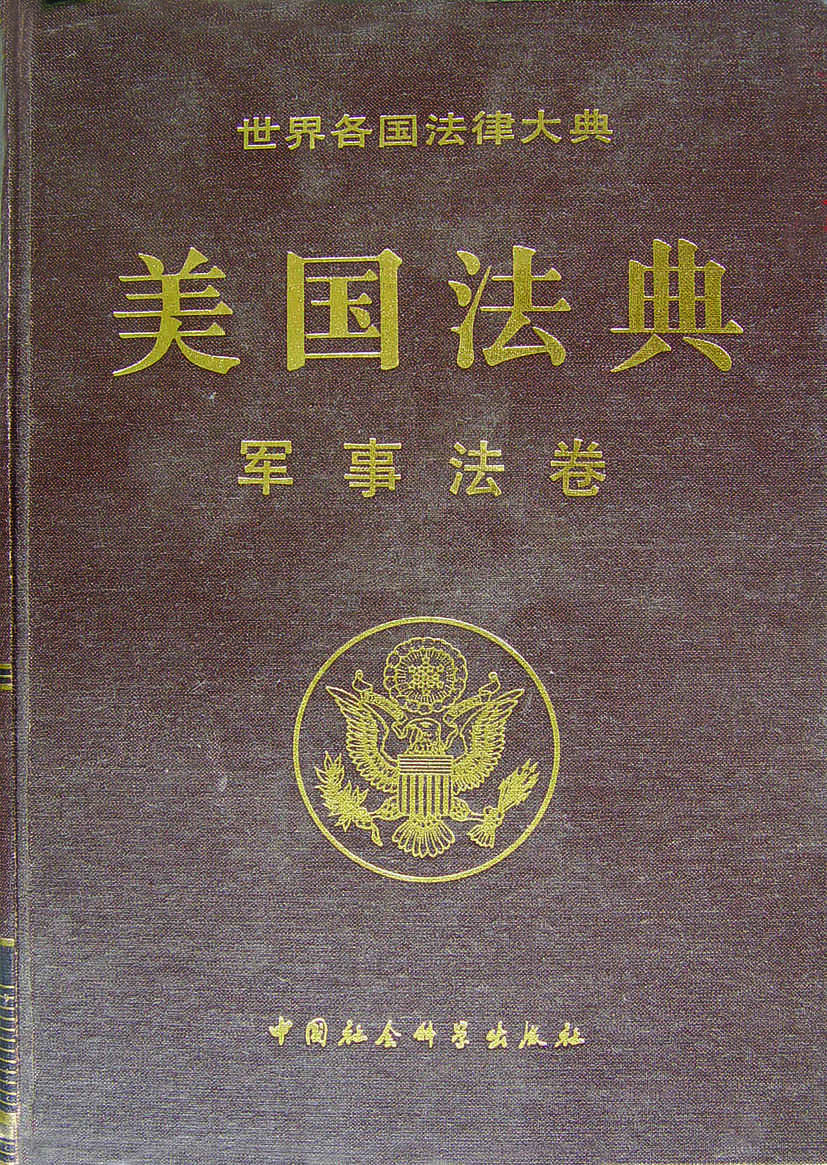 世界各国法律大典
美国法典
军事法卷
中国社会科学出版社